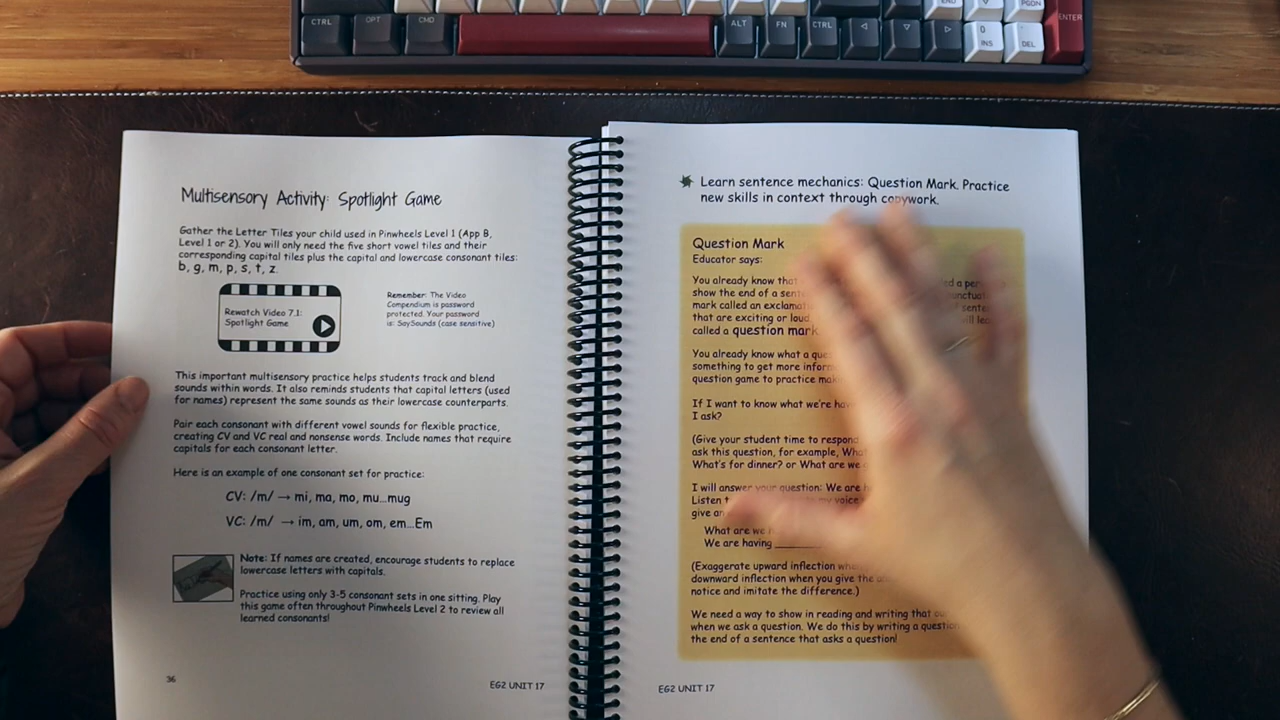 CTRL
OPT
CMD
ALT
FN
CTRL
END
PGDN
0
INS
DEL
ENTER
Multisensory Activity: Spotlight Game
Gather the Letter Tiles your child used in Pinwheels Level 1 (App B,
Level 1 or 2). You will only need the five short vowel tiles and their
corresponding capital tiles plus the capital and lowercase consonant tiles:
b, g, m, p, s, t, z.
Rewatch Video 7.1:
Spotlight Game
Remember: The Video
Compendium is password
protected. Your password
is: SaySounds (case sensitive)
This important multisensory practice helps students track and blend
sounds within words. It also reminds students that capital letters (used
for names) represent the same sounds as their lowercase counterparts.
Pair each consonant with different vowel sounds for flexible practice,
creating CV and VC real and nonsense words. Include names that require
capitals for each consonant letter.
Here is an example of one consonant set for practice:
CV: /m/ → mi, ma, mo, mu...mug
VC: /m/ → im, am, um, om, em...Em
Note: If names are created, encourage students to replace
lowercase letters with capitals.
Practice using only 3-5 consonant sets in one sitting. Play
this game often throughout Pinwheels Level 2 to review all
learned consonants!
36
EG2 UNIT 17
Learn sentence mechanics: Question Mark. Practice
new skills in context through copywork.
Question Mark
Educator says:
You already know that
show the end of a
mark called an
that are exciting or
called a question mark
You already know what a
something to get more
question game to practice
If I want to know what we're
I ask?
(Give your student time to respond
ask this question, for example,
What's for dinner? or What are we
I will answer your question: We are
Listen my voice
give
What are we
We are having ______
(Exaggerate upward inflection
downward inflection when you give the
notice and imitate the difference.)
We need a way to show in reading and writing that
when we ask a question. We do this by writing a
the end of a sentence that asks a question!
EG2 UNIT 17